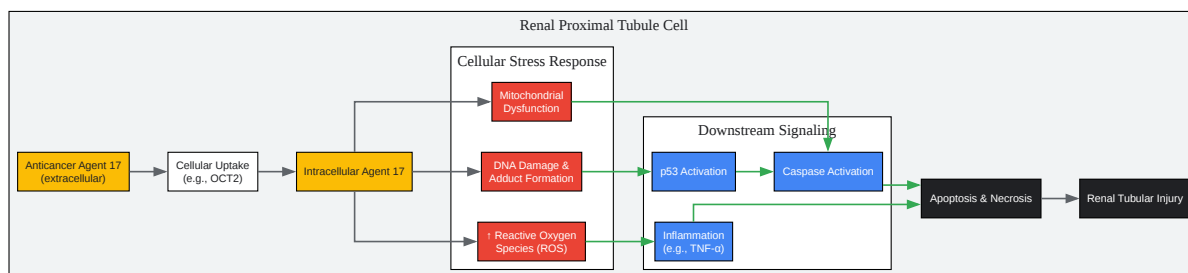 Renal Proximal Tubule Cell
Cellular Stress Response
Mitochondrial
Dysfunction
Downstream Signaling
Anticancer Agent 17
(extracellular)
Cellular Uptake
(e.g., OCT2)
Intracellular Agent 17
DNA Damage &
Adduct Formation
p53 Activation
Caspase Activation
Apoptosis & Necrosis
Renal Tubular Injury
↑ Reactive Oxygen
Species (ROS)
Inflammation
(e.g., TNF-α)